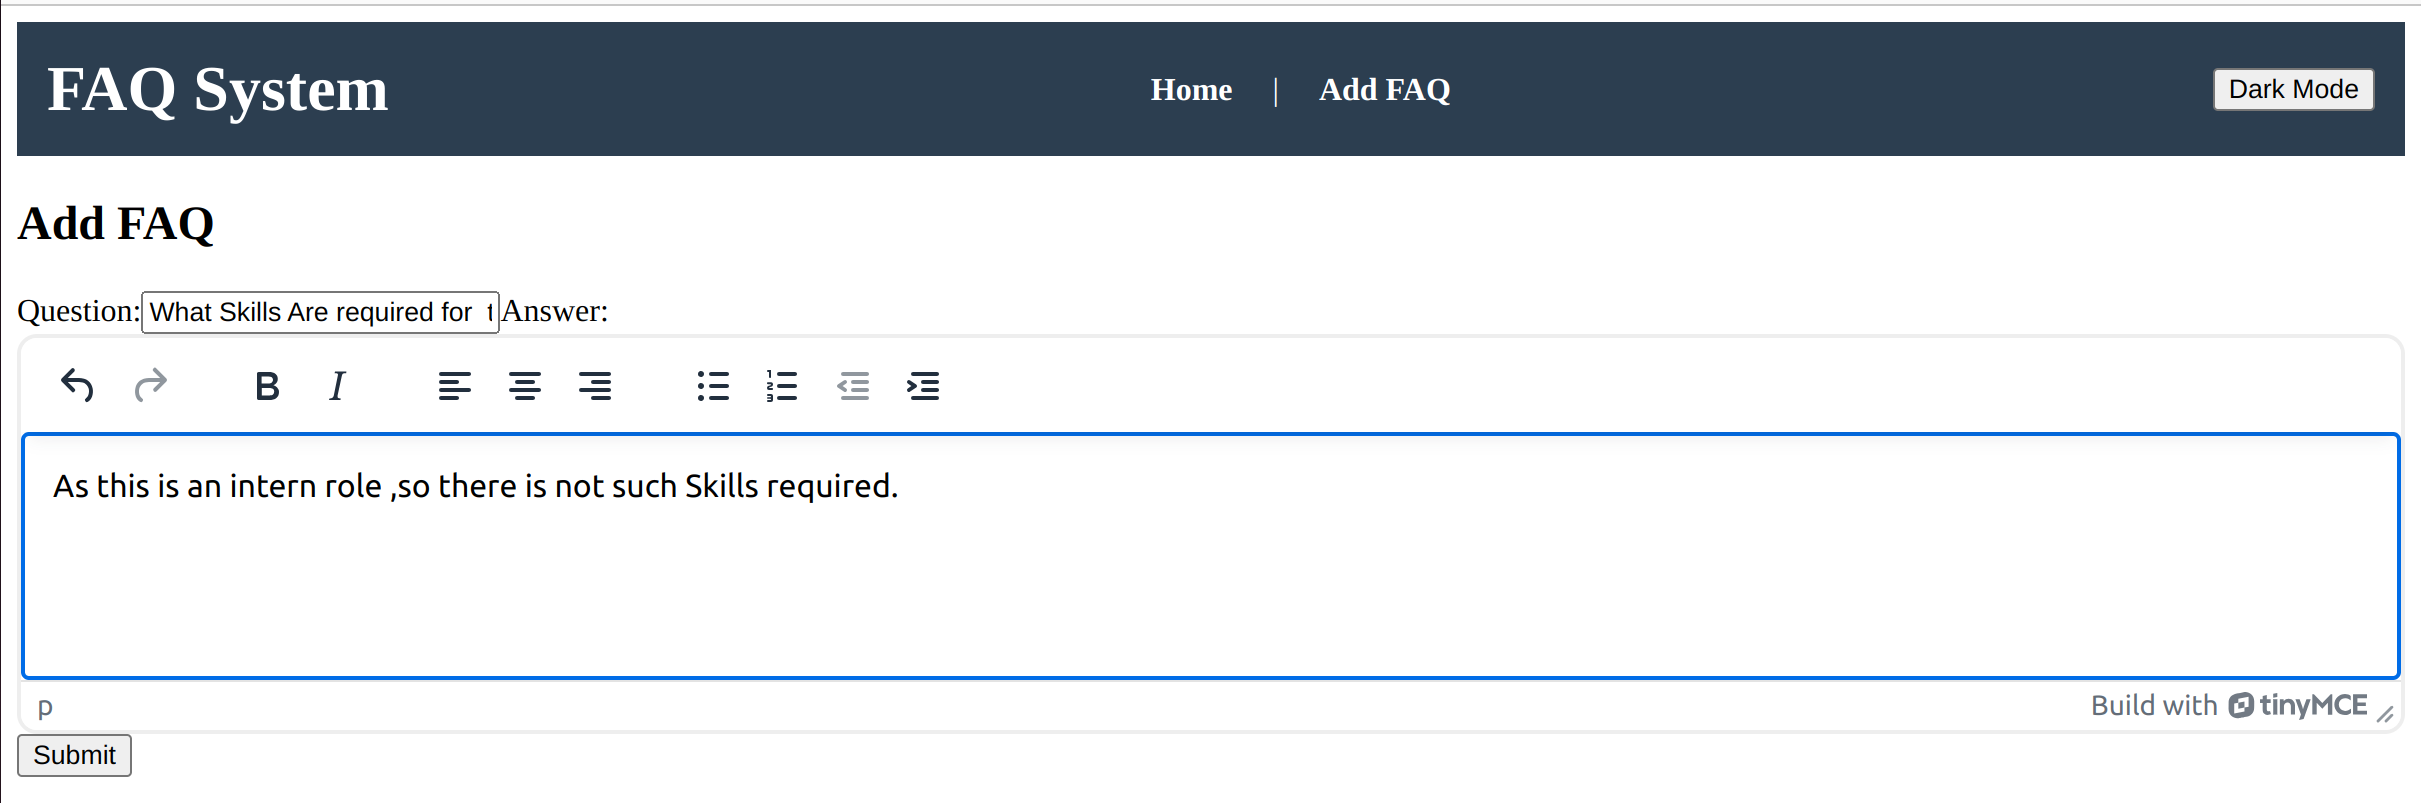 FAQ System Home | Add FAQ Dark Mode
Add FAQ
Question: What Skills Are required for Answer:
As this is an intern role ,so there is not such Skills required.
p Build with tinyMCE
Submit